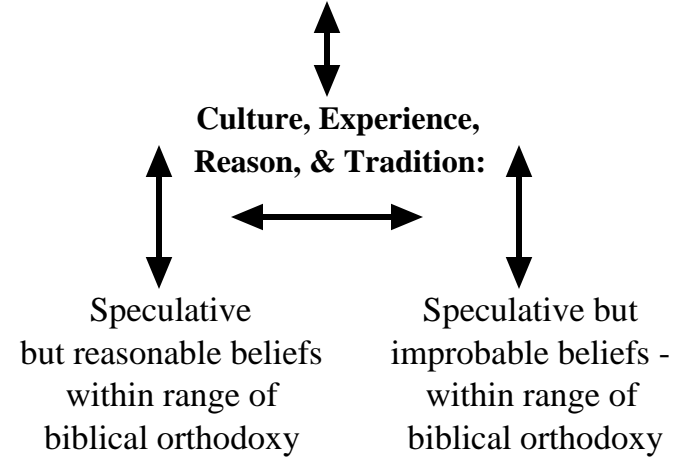 Culture, Experience,
Reason, & Tradition:
Speculative
but reasonable beliefs
within range of
biblical orthodoxy
Speculative but
improbable beliefs -
within range of
biblical orthodoxy